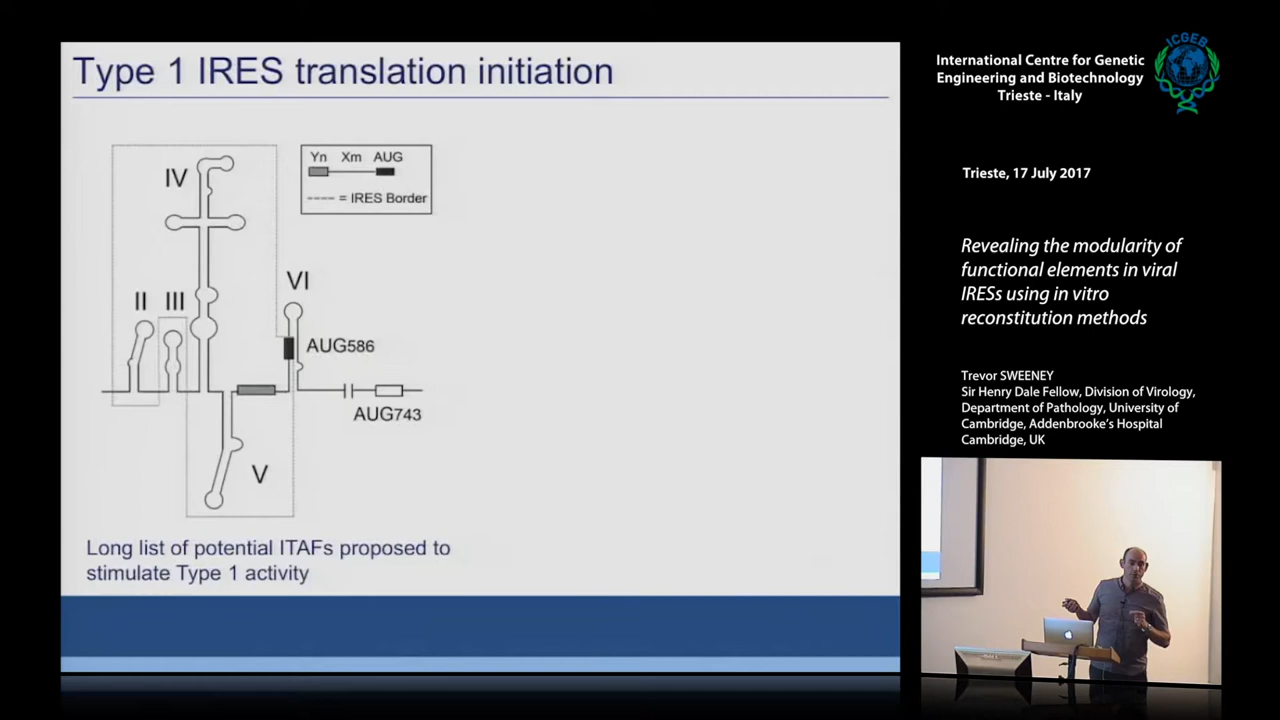 Type 1 IRES translation initiation
Yn Xm AUG
---- = IRES Border
IV
VI
II III
AUG586
AUG743
V
Long list of potential ITAFs proposed to
stimulate Type 1 activity
ICGEB
International Centre for Genetic
Engineering and Biotechnology
Trieste - Italy
Trieste, 17 July 2017
Revealing the modularity of
functional elements in viral
IRESs using in vitro
reconstitution methods
Trevor SWEENEY
Sir Henry Dale Fellow, Division of Virology,
Department of Pathology, University of
Cambridge, Addenbrooke's Hospital
Cambridge, UK